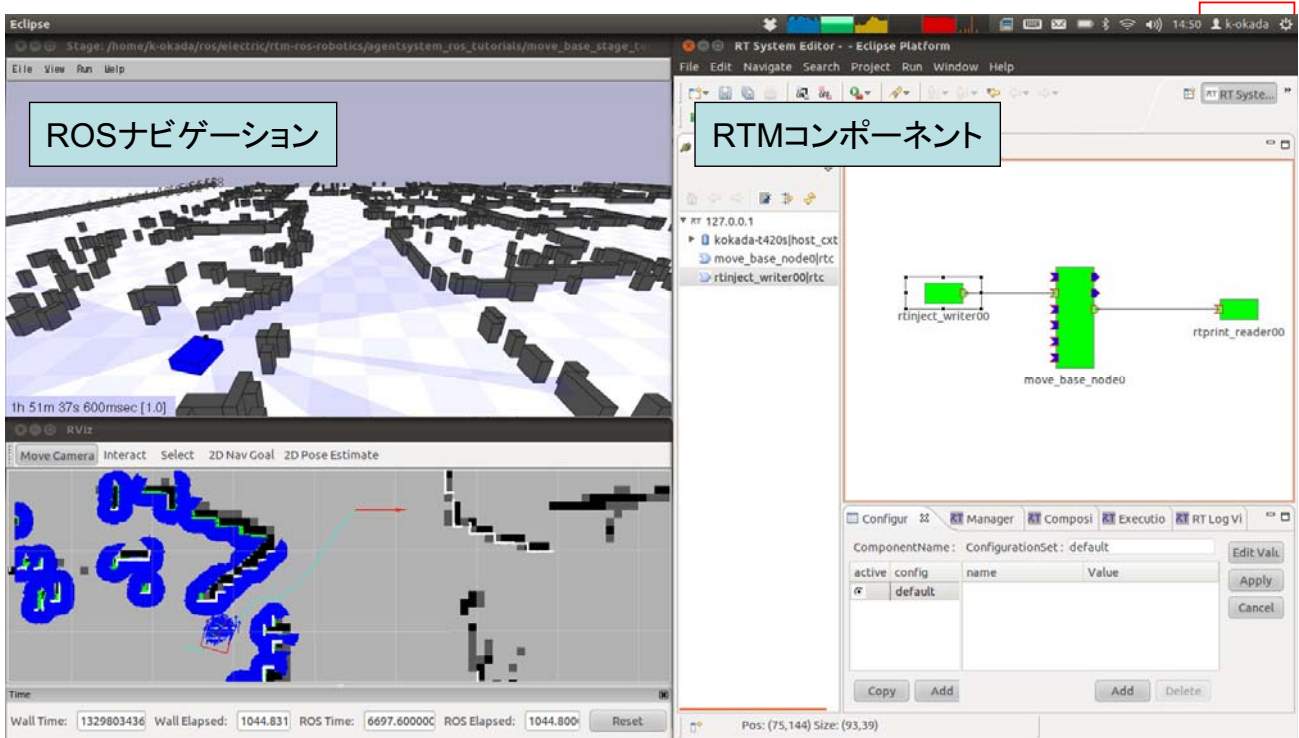 Eclipse
14:50 k-okada
Stage: /home/k-okada/ros/electric/rtm-ros-robotics/agentsystem_ros_tutorials/move_base_stage_tu
File View Run Help
ROSナビゲーション
1h 51m 37s 600msec [1.0]
RViz
Move Camera Interact Select 2D Nav Goal 2D Pose Estimate
Time
Wall Time: 1329803436 Wall Elapsed: 1044.831 ROS Time: 6697.600000 ROS Elapsed: 1044.800 Reset
RT System Editor - - Eclipse Platform
File Edit Navigate Search Project Run Window Help
RT Syste... »
RTMコンポーネント
RT 127.0.0.1
kokada-t420s|host_cxt
move_base_node0|rtc
rtinject_writer00|rtc
rtinject_writer00
rtprint_reader00
move_base_node0
Configur RT Manager RT Composi RT Executio RT RT Log Vi
ComponentName: ConfigurationSet: default
Edit Valu
active config name Value
default
Apply
Cancel
Copy Add Add Delete
Pos: (75,144) Size: (93,39)